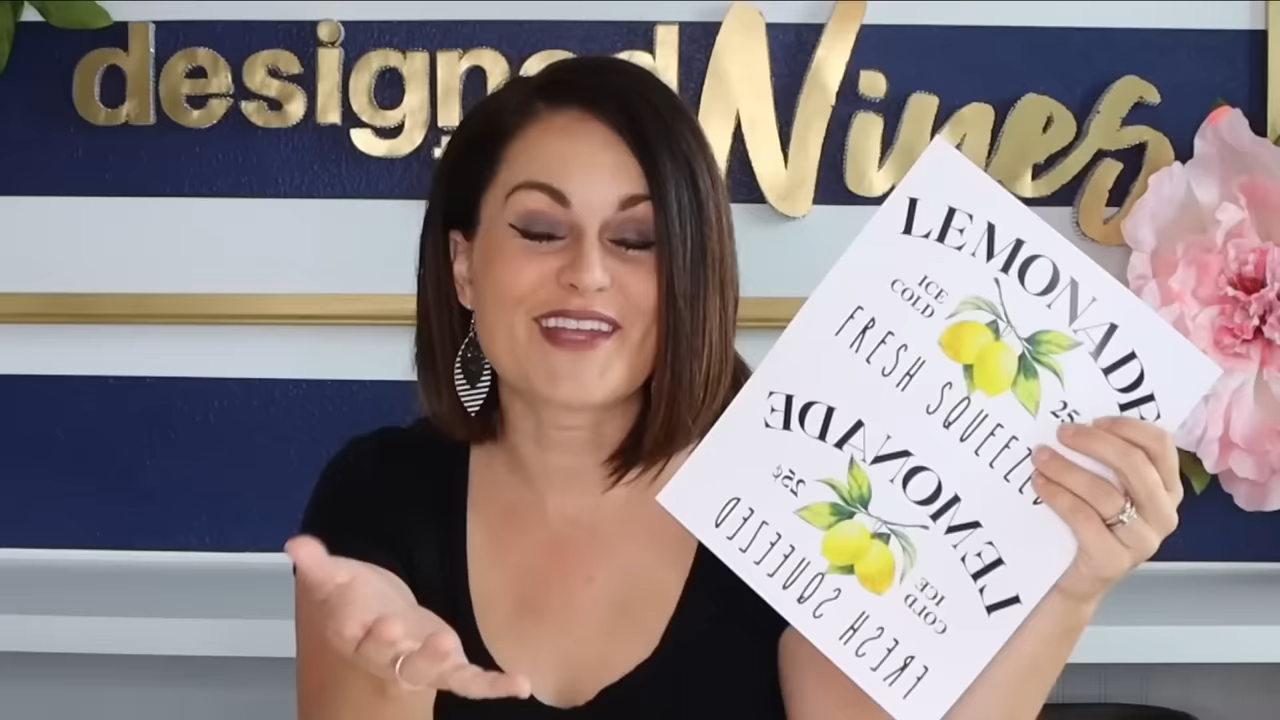 designed Nines
LEMONADE
ICE
COLD
25
FRESH SQUEEZED
LEMONADE
25¢
ICE
COLD
FRESH SQUEEZED